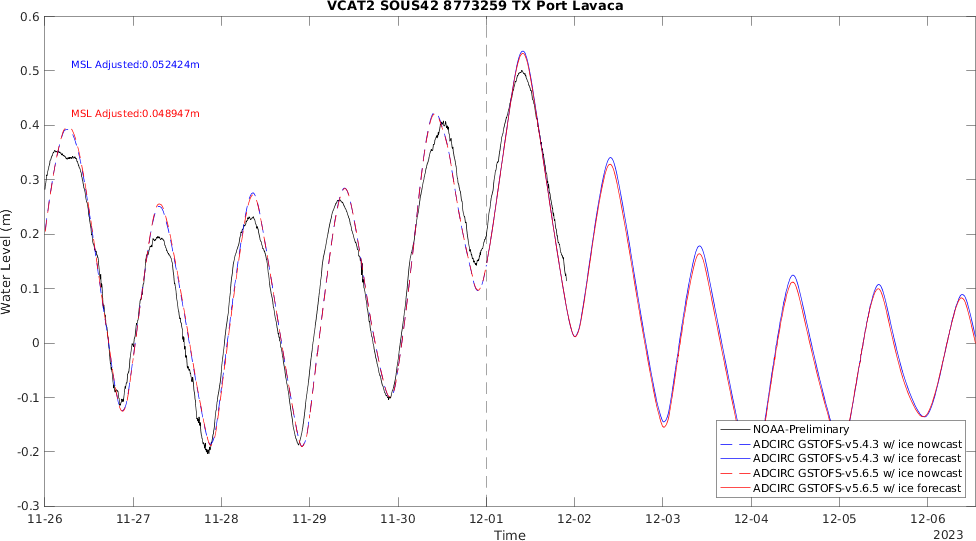 VCAT2 SOUS42 8773259 TX Port Lavaca
0.6
0.5
0.4
0.3
0.2
0.1
0
-0.1
-0.2
-0.3
Water Level (m)
MSL Adjusted:0.052424m
MSL Adjusted:0.048947m
NOAA-Preliminary
ADCIRC GSTOFS-v5.4.3 w/ ice nowcast
ADCIRC GSTOFS-v5.4.3 w/ ice forecast
ADCIRC GSTOFS-v5.6.5 w/ ice nowcast
ADCIRC GSTOFS-v5.6.5 w/ ice forecast
11-26 11-27 11-28 11-29 11-30 12-01 12-02 12-03 12-04 12-05 12-06
Time
2023